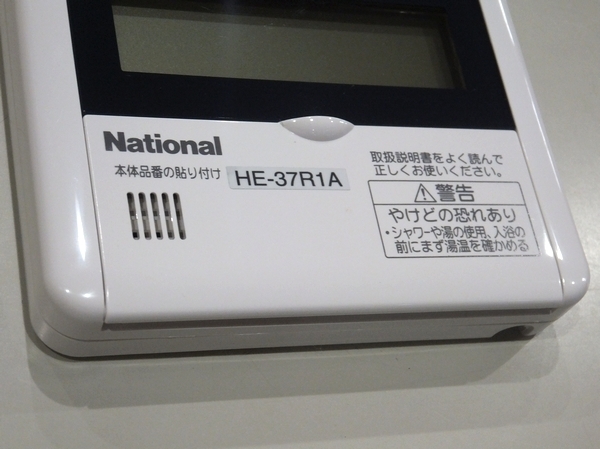 National
本体品番の貼り付け HE-37R1A
取扱説明書をよく読んで
正しくお使いください。
⚠警告
やけどの恐れあり
・シャワーや湯の使用、入浴の
前にまず湯温を確かめる